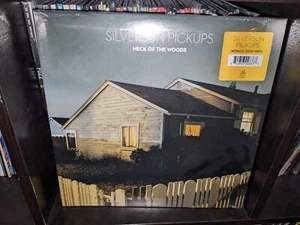 SILVERSUN PICKUPS
NECK OF THE WOODS
SILVERSUN
PICKUPS